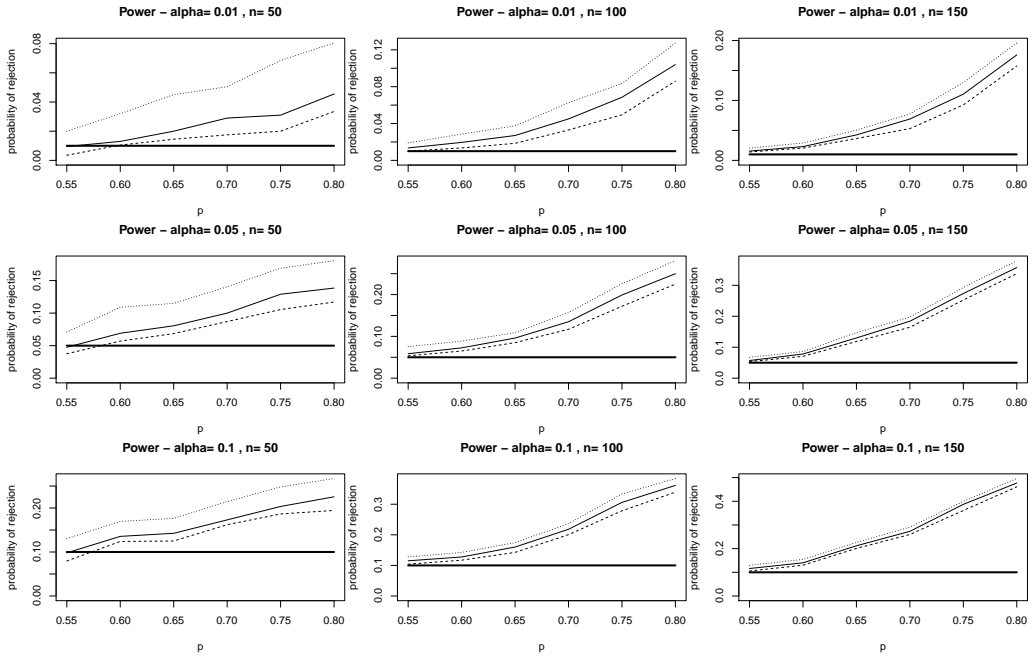 Power − alpha= 0.01 , n= 50
probability of rejection
0.00 0.04 0.08
0.55 0.60 0.65 0.70 0.75 0.80
p
Power − alpha= 0.01 , n= 100
probability of rejection
0.00 0.04 0.08 0.12
0.55 0.60 0.65 0.70 0.75 0.80
p
Power − alpha= 0.01 , n= 150
probability of rejection
0.00 0.10 0.20
0.55 0.60 0.65 0.70 0.75 0.80
p
Power − alpha= 0.05 , n= 50
probability of rejection
0.00 0.05 0.10 0.15
0.55 0.60 0.65 0.70 0.75 0.80
p
Power − alpha= 0.05 , n= 100
probability of rejection
0.00 0.10 0.20
0.55 0.60 0.65 0.70 0.75 0.80
p
Power − alpha= 0.05 , n= 150
probability of rejection
0.0 0.1 0.2 0.3
0.55 0.60 0.65 0.70 0.75 0.80
p
Power − alpha= 0.1 , n= 50
probability of rejection
0.00 0.10 0.20
0.55 0.60 0.65 0.70 0.75 0.80
p
Power − alpha= 0.1 , n= 100
probability of rejection
0.0 0.1 0.2 0.3
0.55 0.60 0.65 0.70 0.75 0.80
p
Power − alpha= 0.1 , n= 150
probability of rejection
0.0 0.2 0.4
0.55 0.60 0.65 0.70 0.75 0.80
p